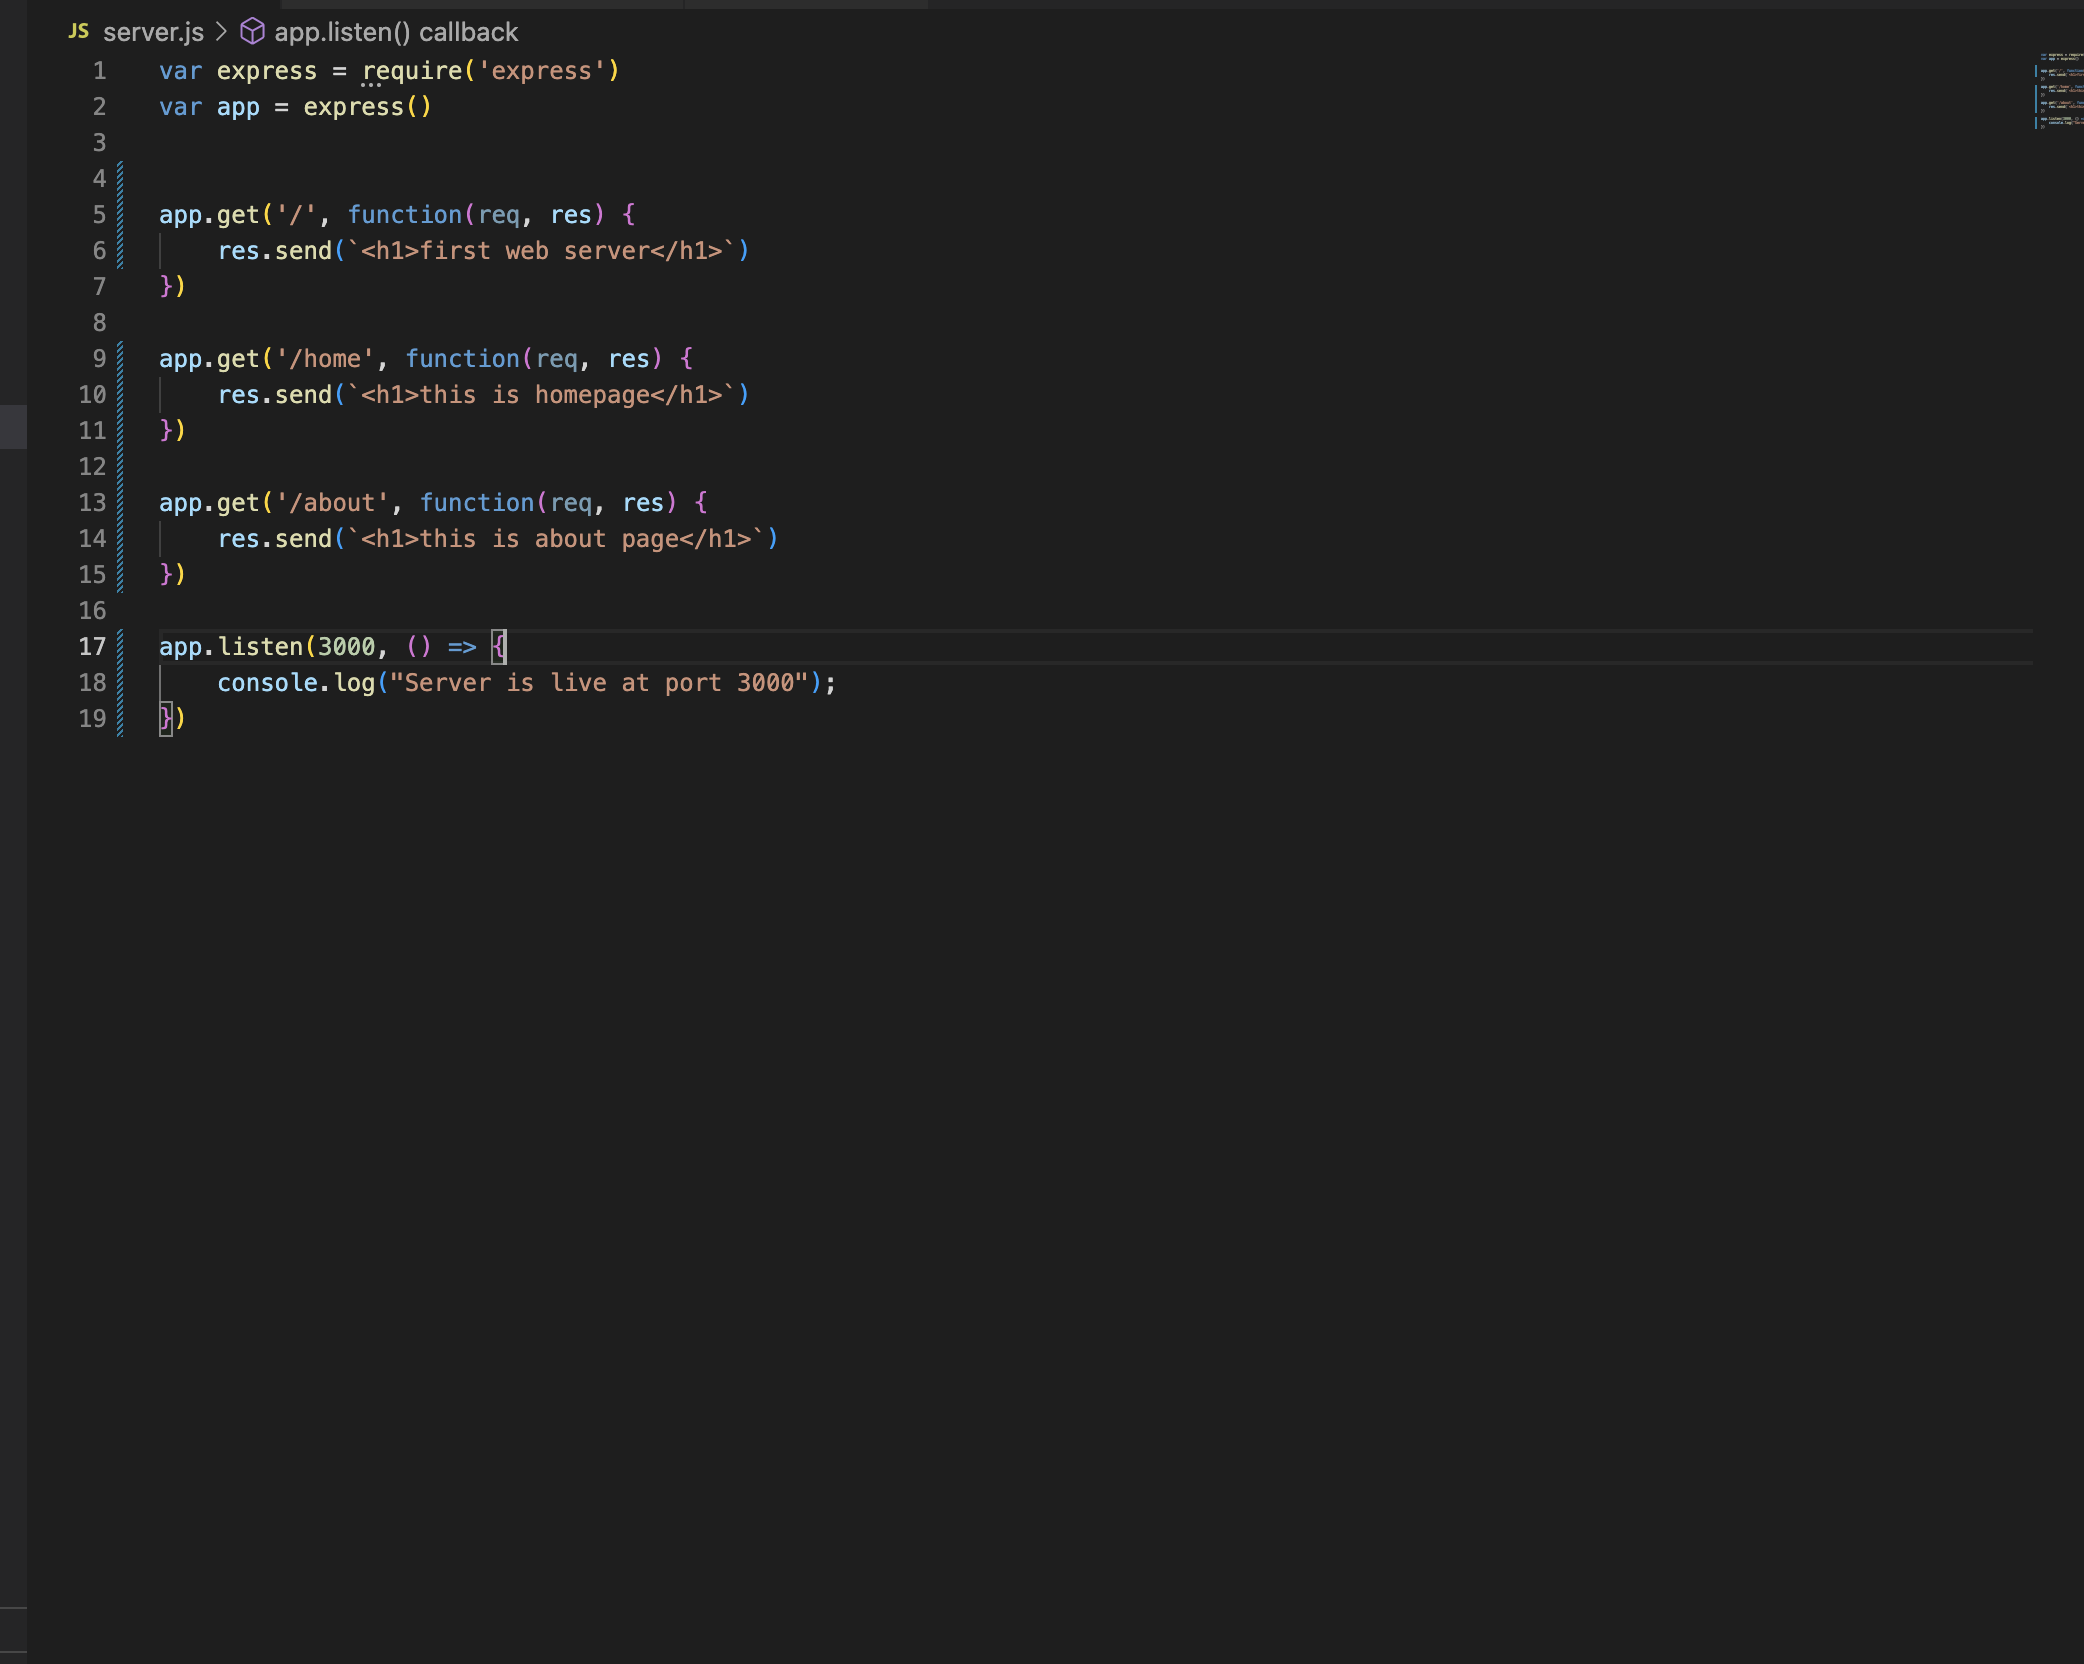 JS server.js > app.listen() callback
1 var express = require('express')
2 var app = express()
3
4
5 app.get('/', function(req, res) {
6     res.send(`<h1>first web server</h1>`)
7 })
8
9 app.get('/home', function(req, res) {
10     res.send(`<h1>this is homepage</h1>`)
11 })
12
13 app.get('/about', function(req, res) {
14     res.send(`<h1>this is about page</h1>`)
15 })
16
17 app.listen(3000, () => {
18     console.log("Server is live at port 3000");
19 })